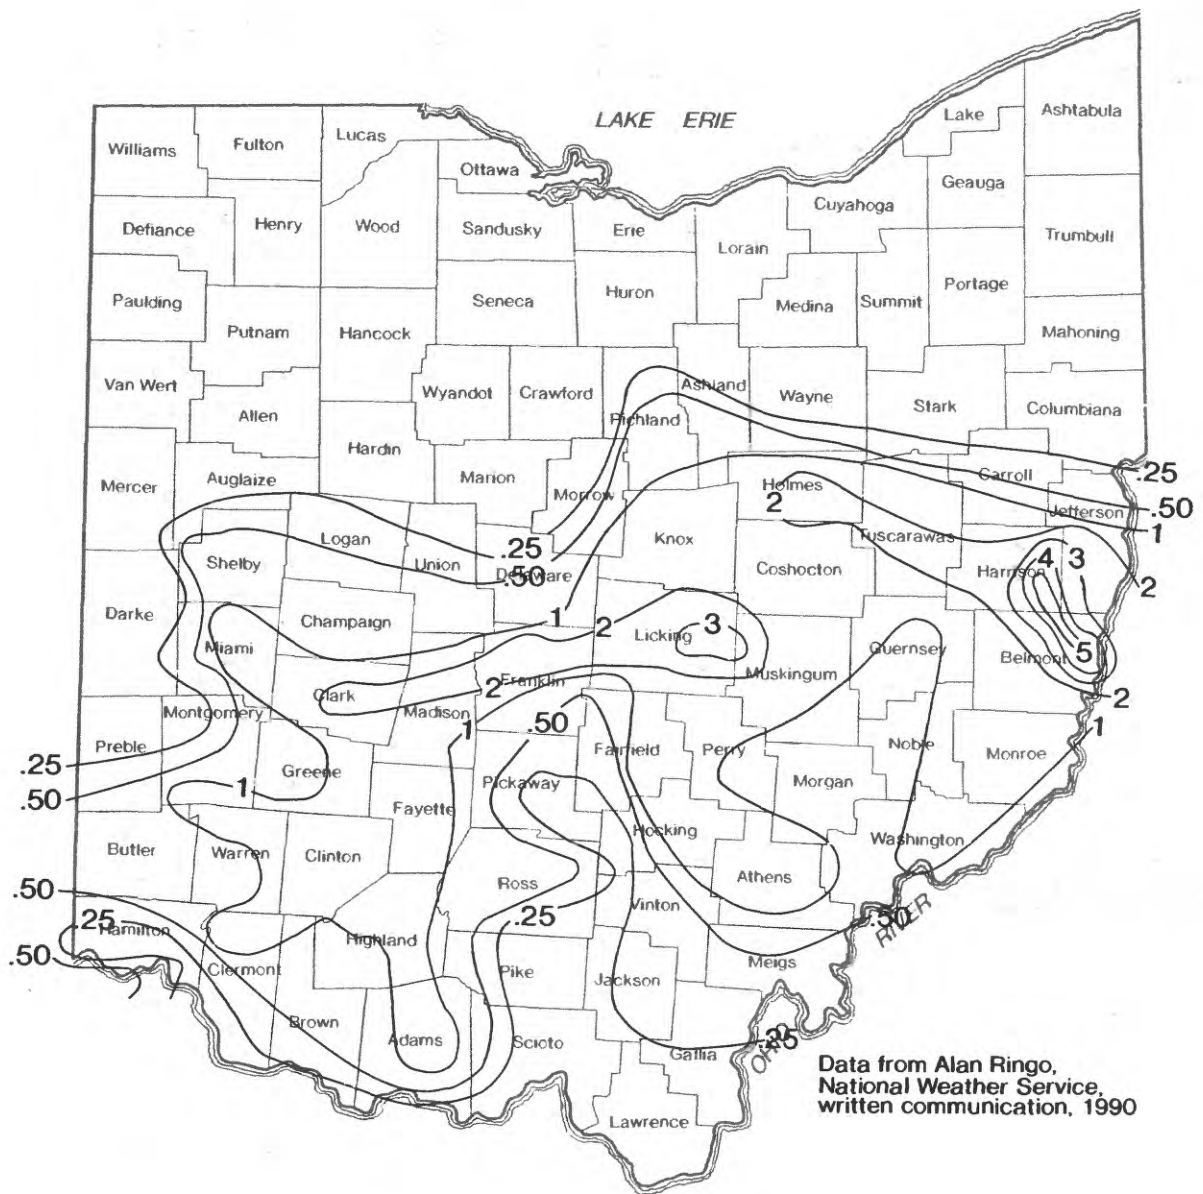 LAKE ERIE
Lake
Ashtabula
Lucas
Fulton
Williams
Ottawa
Geauga
Cuyahoga
Defiance
Henry
Wood
Sandusky
Erie
Lorain
Trumbull
Paulding
Seneca
Huron
Medina
Summit
Portage
Putnam
Hancock
Mahoning
Van Wert
Allen
Wyandot
Crawford
Richland
Ashland
Wayne
Stark
Columbiana
Hardin
Mercer
Auglaize
Marion
Morrow
Holmes
Carroll
.25
2
Jefferson
.50
1
Logan
Knox
Tuscarawas
Shelby
Union
.25
Delaware
.50
Coshocton
Harrison
4
3
2
Darke
Champaign
1
2
Licking
3
Miami
Guernsey
Belmont
5
Clark
2
Franklin
Muskingum
2
Montgomery
Madison
1
.50
1
Preble
Fairfield
Perry
Noble
Monroe
.25
.50
Greene
1
Pickaway
Morgan
Fayette
Hocking
Washington
Butler
Warren
Clinton
Ross
Athens
.50
Vinton
.25
.50
RIVER
.25
Hamilton
Highland
.50
Clermont
Pike
Jackson
Meigs
Brown
Adams
Scioto
Gallia
.25
OHIO
Lawrence
Data from Alan Ringo,
National Weather Service,
written communication, 1990